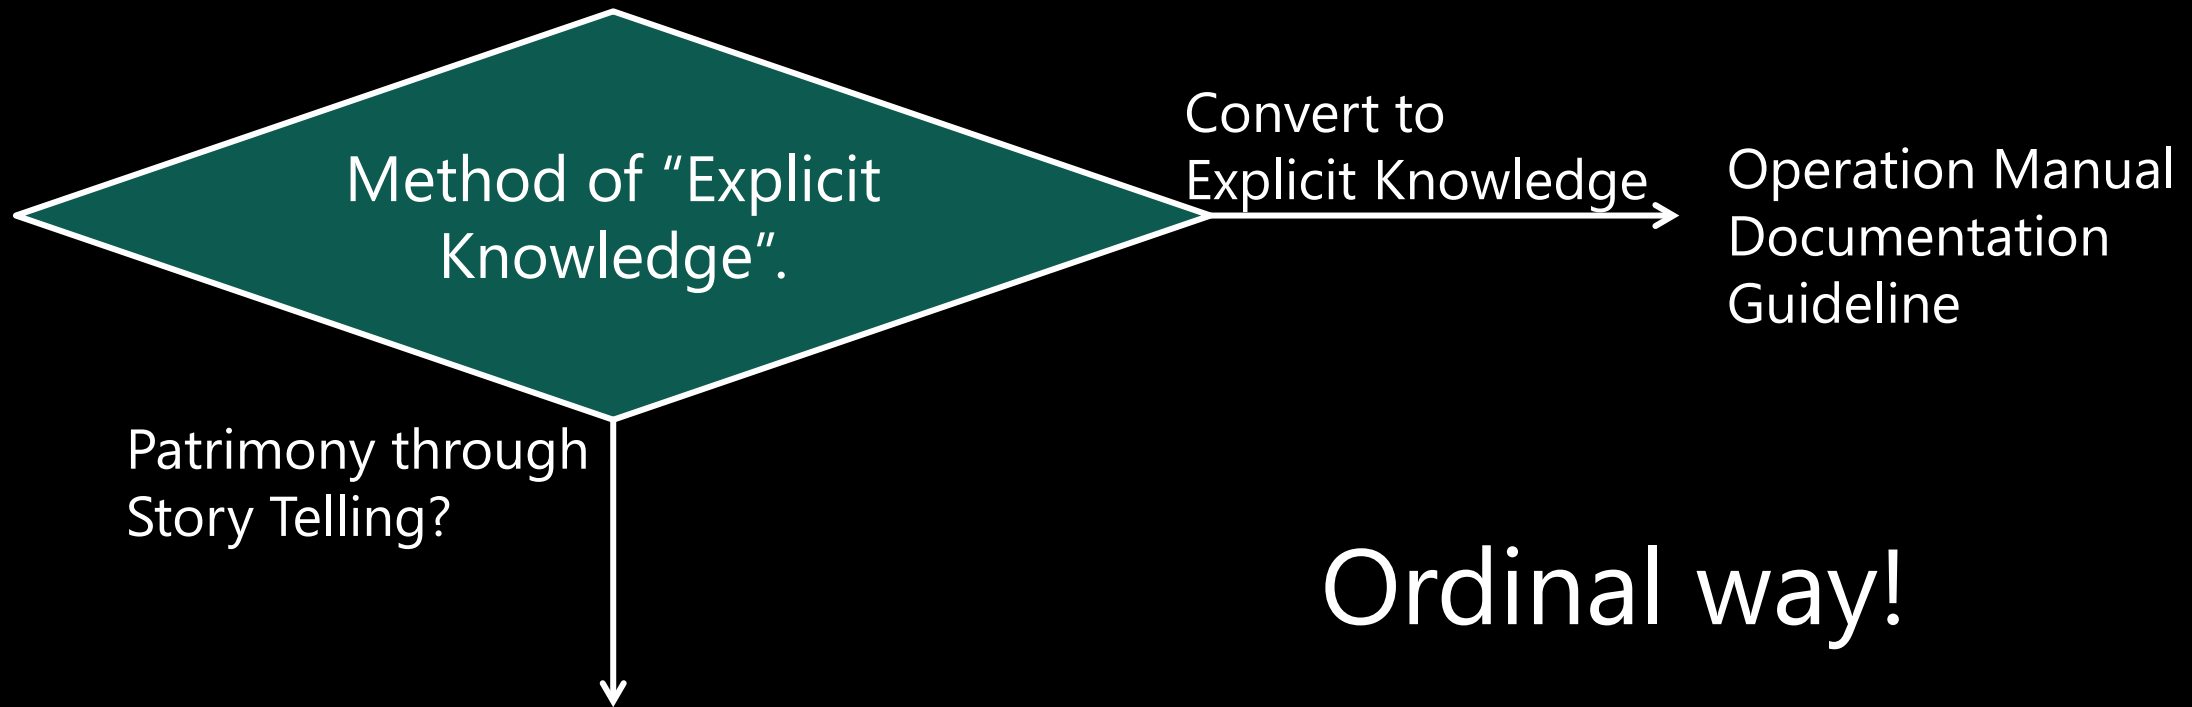 Method of “Explicit
Knowledge”.
Convert to
Explicit Knowledge
Operation Manual
Documentation
Guideline
Patrimony through
Story Telling?
Ordinal way!